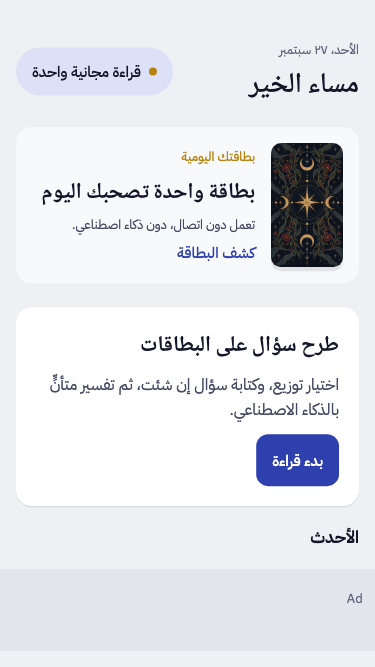 الأحد، ٢٧ سبتمبر
مساء الخير
قراءة مجانية واحدة
بطاقتك اليومية
بطاقة واحدة تصحبك اليوم
تعمل دون اتصال، دون ذكاء اصطناعي.
كشف البطاقة
طرح سؤال على البطاقات
اختيار توزيع، وكتابة سؤال إن شئت، ثم تفسير متأنٍّ
بالذكاء الاصطناعي.
بدء قراءة
الأحدث
Ad